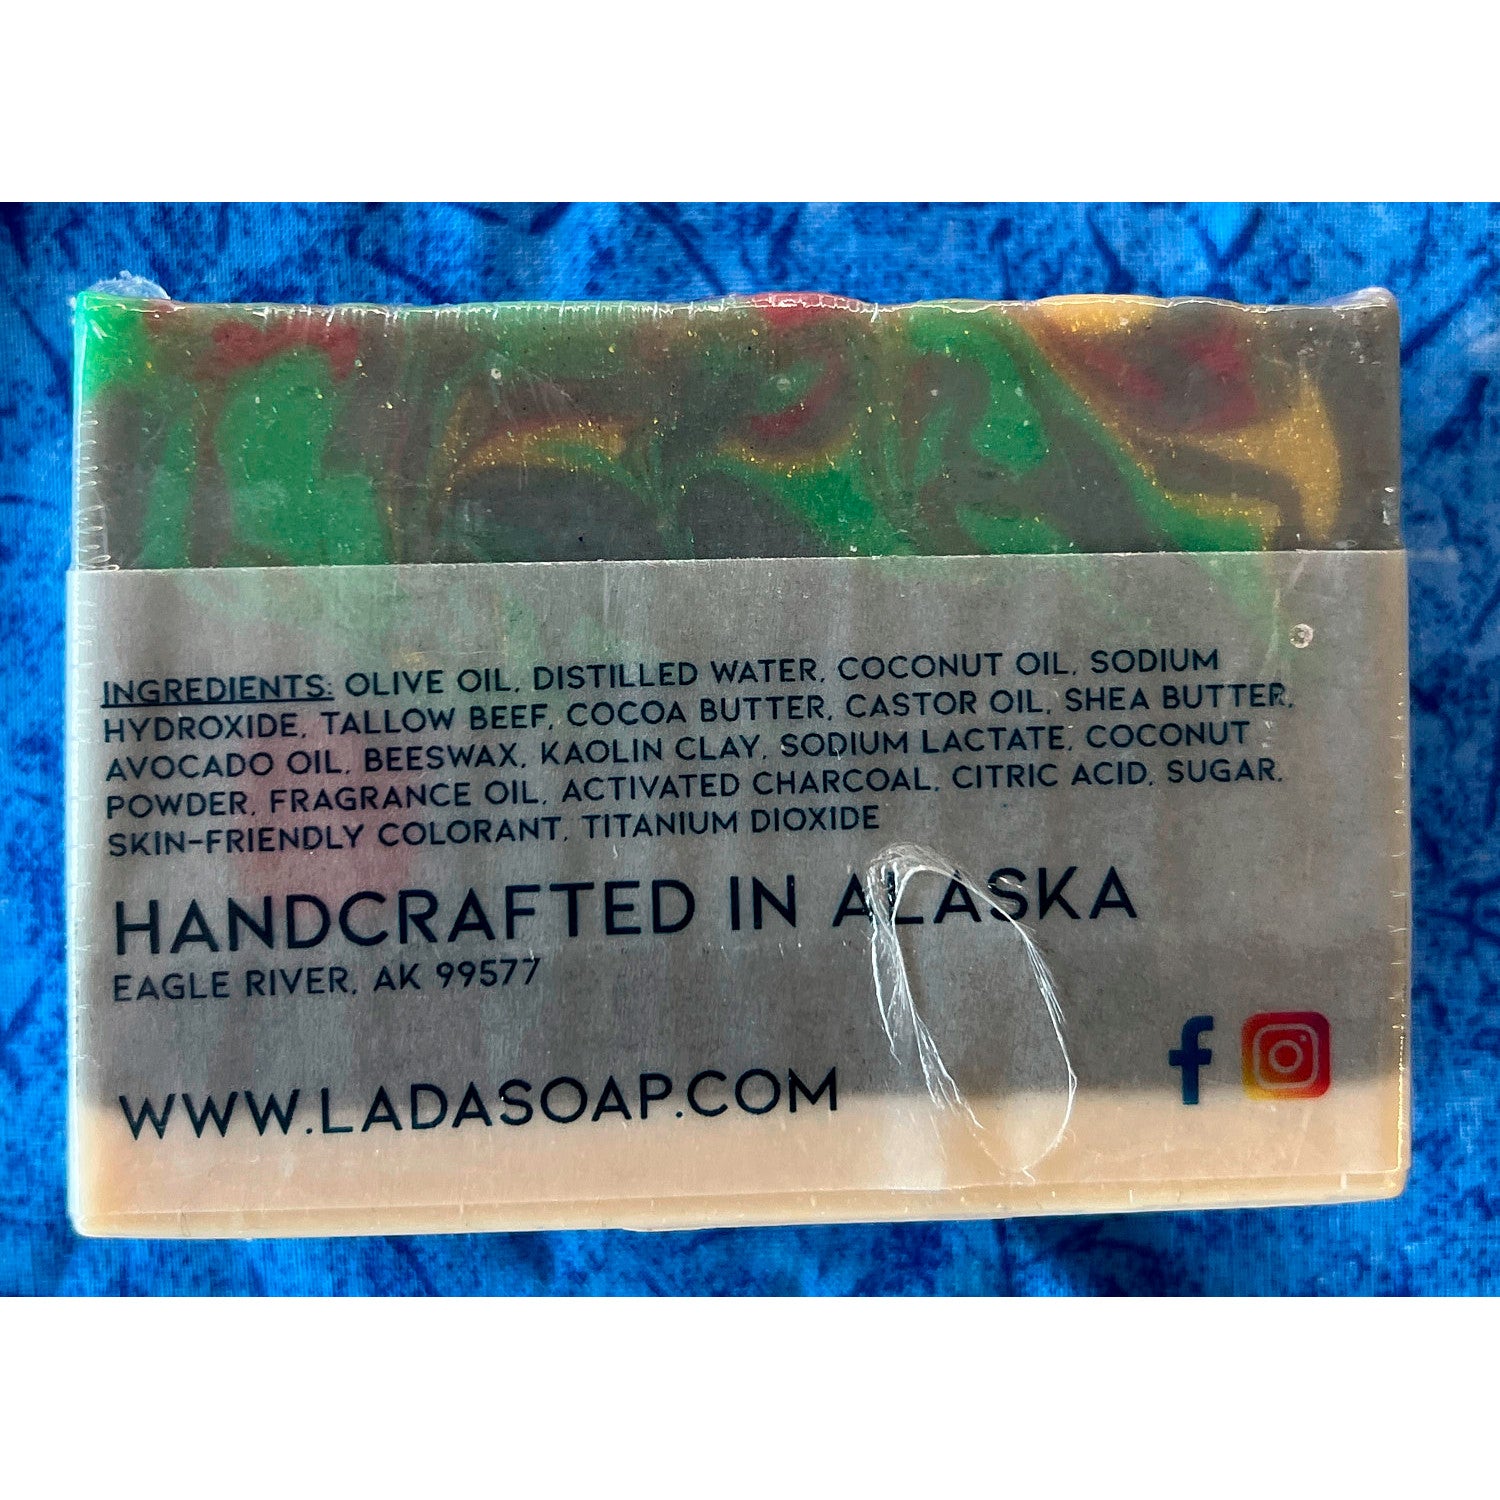 INGREDIENTS: OLIVE OIL, DISTILLED WATER, COCONUT OIL, SODIUM
HYDROXIDE, TALLOW BEEF, COCOA BUTTER, CASTOR OIL, SHEA BUTTER,
AVOCADO OIL, BEESWAX, KAOLIN CLAY, SODIUM LACTATE, COCONUT
POWDER, FRAGRANCE OIL, ACTIVATED CHARCOAL, CITRIC ACID, SUGAR,
SKIN-FRIENDLY COLORANT, TITANIUM DIOXIDE
HANDCRAFTED IN ALASKA
EAGLE RIVER, AK 99577
WWW.LADASOAP.COM